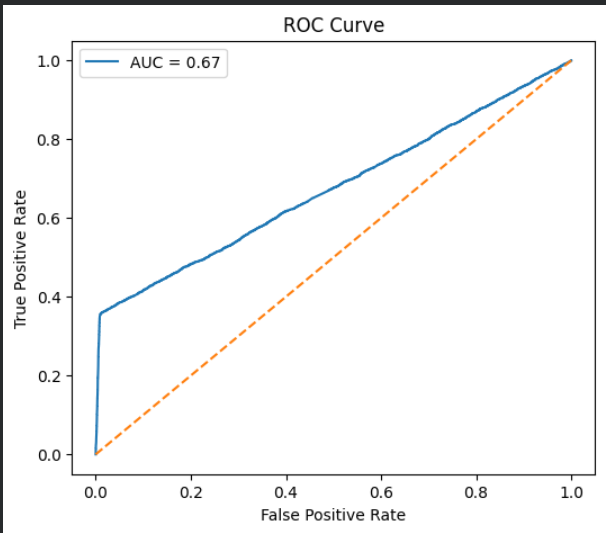 ROC Curve
AUC = 0.67
True Positive Rate
1.0
0.8
0.6
0.4
0.2
0.0
0.0 0.2 0.4 0.6 0.8 1.0
False Positive Rate